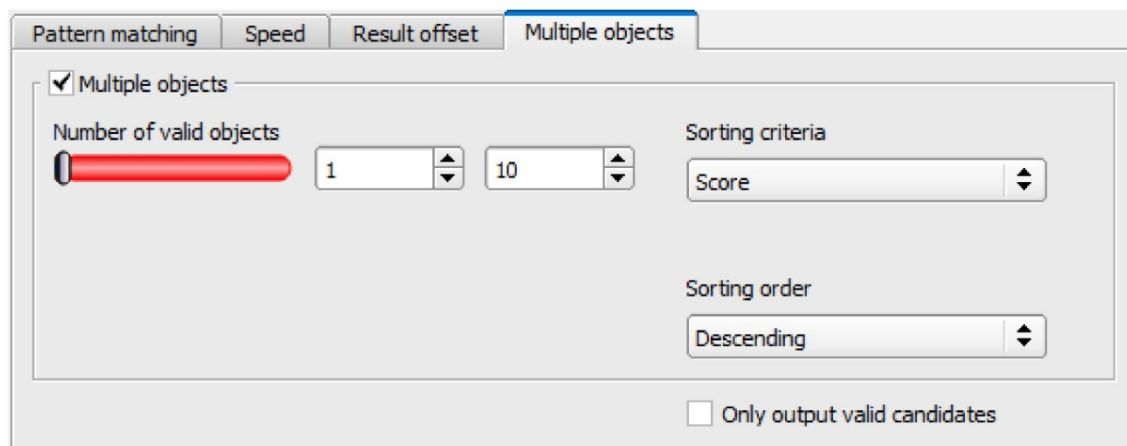 Pattern matching Speed Result offset Multiple objects
Multiple objects
Number of valid objects
1 10
Sorting criteria
Score
Sorting order
Descending
Only output valid candidates